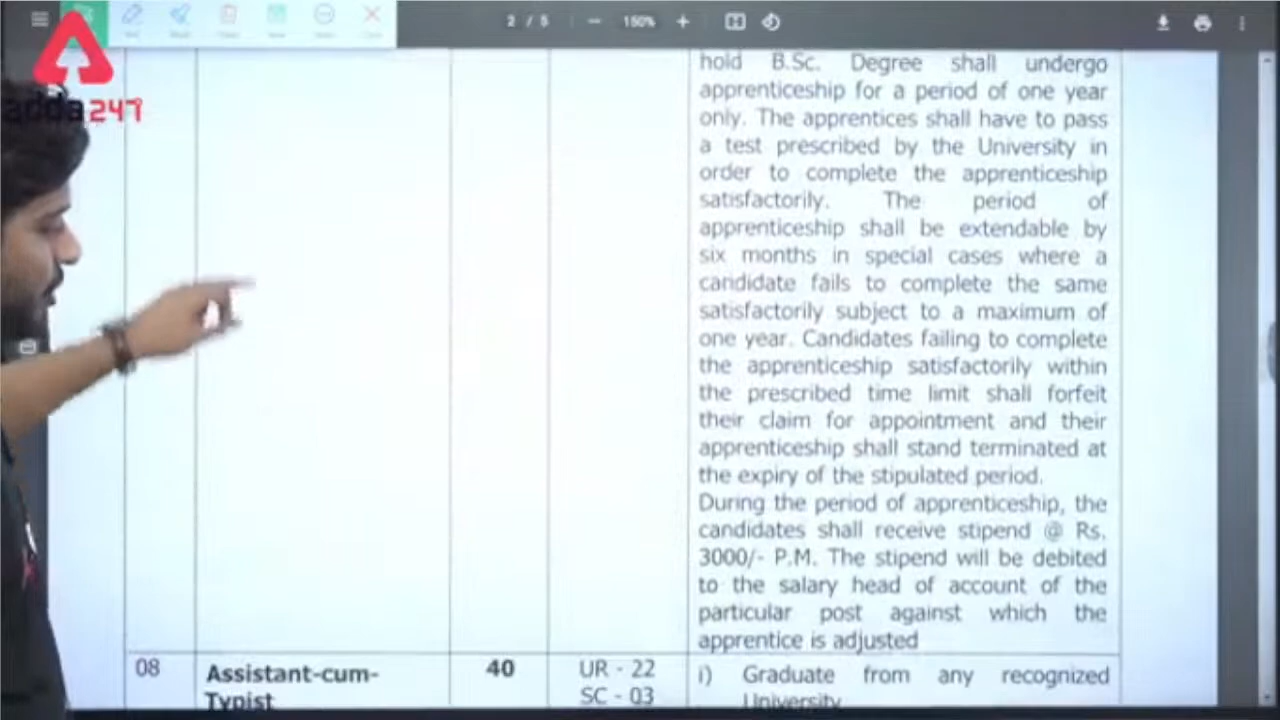 2 / 5
150%
adda247
hold B.Sc. Degree shall undergo
apprenticeship for a period of one year
only. The apprentices shall have to pass
a test prescribed by the University in
order to complete the apprenticeship
satisfactorily. The period of
apprenticeship shall be extendable by
six months in special cases where a
candidate fails to complete the same
satisfactorily subject to a maximum of
one year. Candidates failing to complete
the apprenticeship satisfactorily within
the prescribed time limit shall forfeit
their claim for appointment and their
apprenticeship shall stand terminated at
the expiry of the stipulated period.
During the period of apprenticeship, the
candidates shall receive stipend @ Rs.
3000/- P.M. The stipend will be debited
to the salary head of account of the
particular post against which the
apprentice is adjusted
08
Assistant-cum-
Typist
40
UR - 22
SC - 03
i) Graduate from any recognized
University